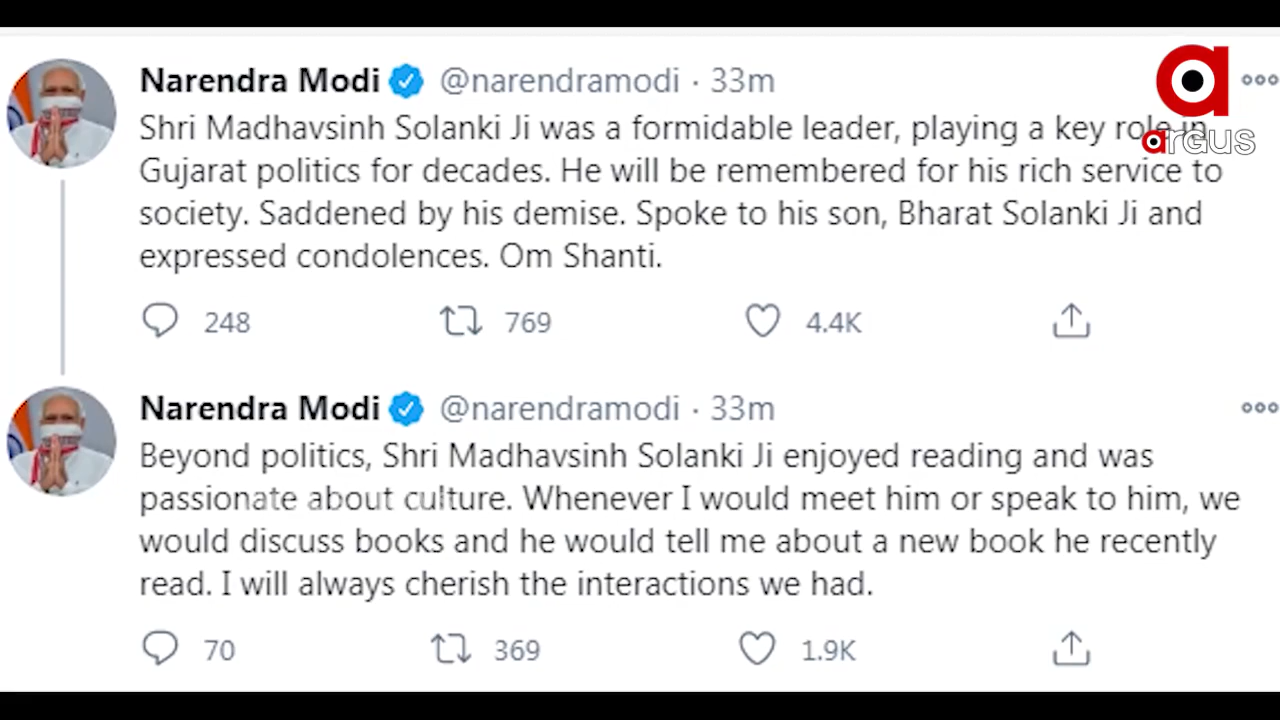 Narendra Modi @narendramodi · 33m
argus
Shri Madhavsinh Solanki Ji was a formidable leader, playing a key role in
Gujarat politics for decades. He will be remembered for his rich service to
society. Saddened by his demise. Spoke to his son, Bharat Solanki Ji and
expressed condolences. Om Shanti.
248 769 4.4K
Narendra Modi @narendramodi · 33m
Beyond politics, Shri Madhavsinh Solanki Ji enjoyed reading and was
passionate about culture. Whenever I would meet him or speak to him, we
would discuss books and he would tell me about a new book he recently
read. I will always cherish the interactions we had.
70 369 1.9K